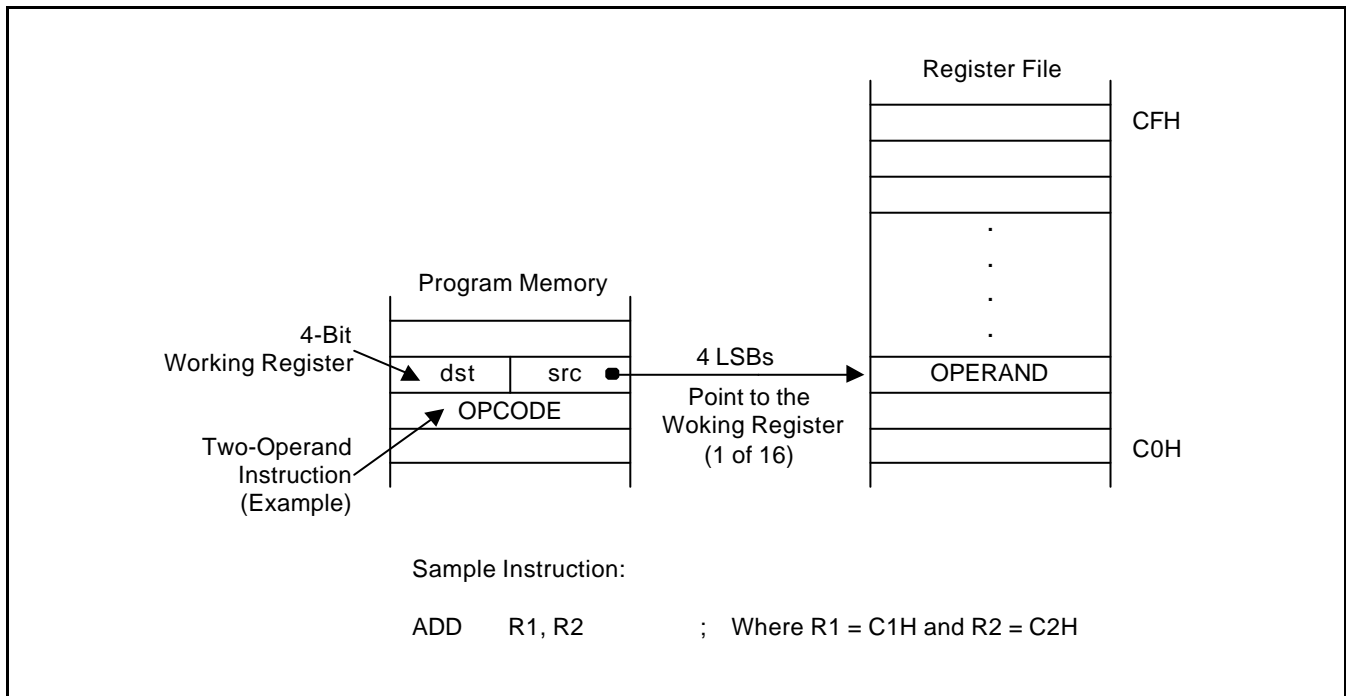 Register File
CFH
.
.
.
.
Program Memory
4-Bit
Working Register
dst
src
4 LSBs
OPERAND
OPCODE
Point to the
Woking Register
(1 of 16)
Two-Operand
Instruction
(Example)
C0H
Sample Instruction:
ADD R1, R2 ; Where R1 = C1H and R2 = C2H